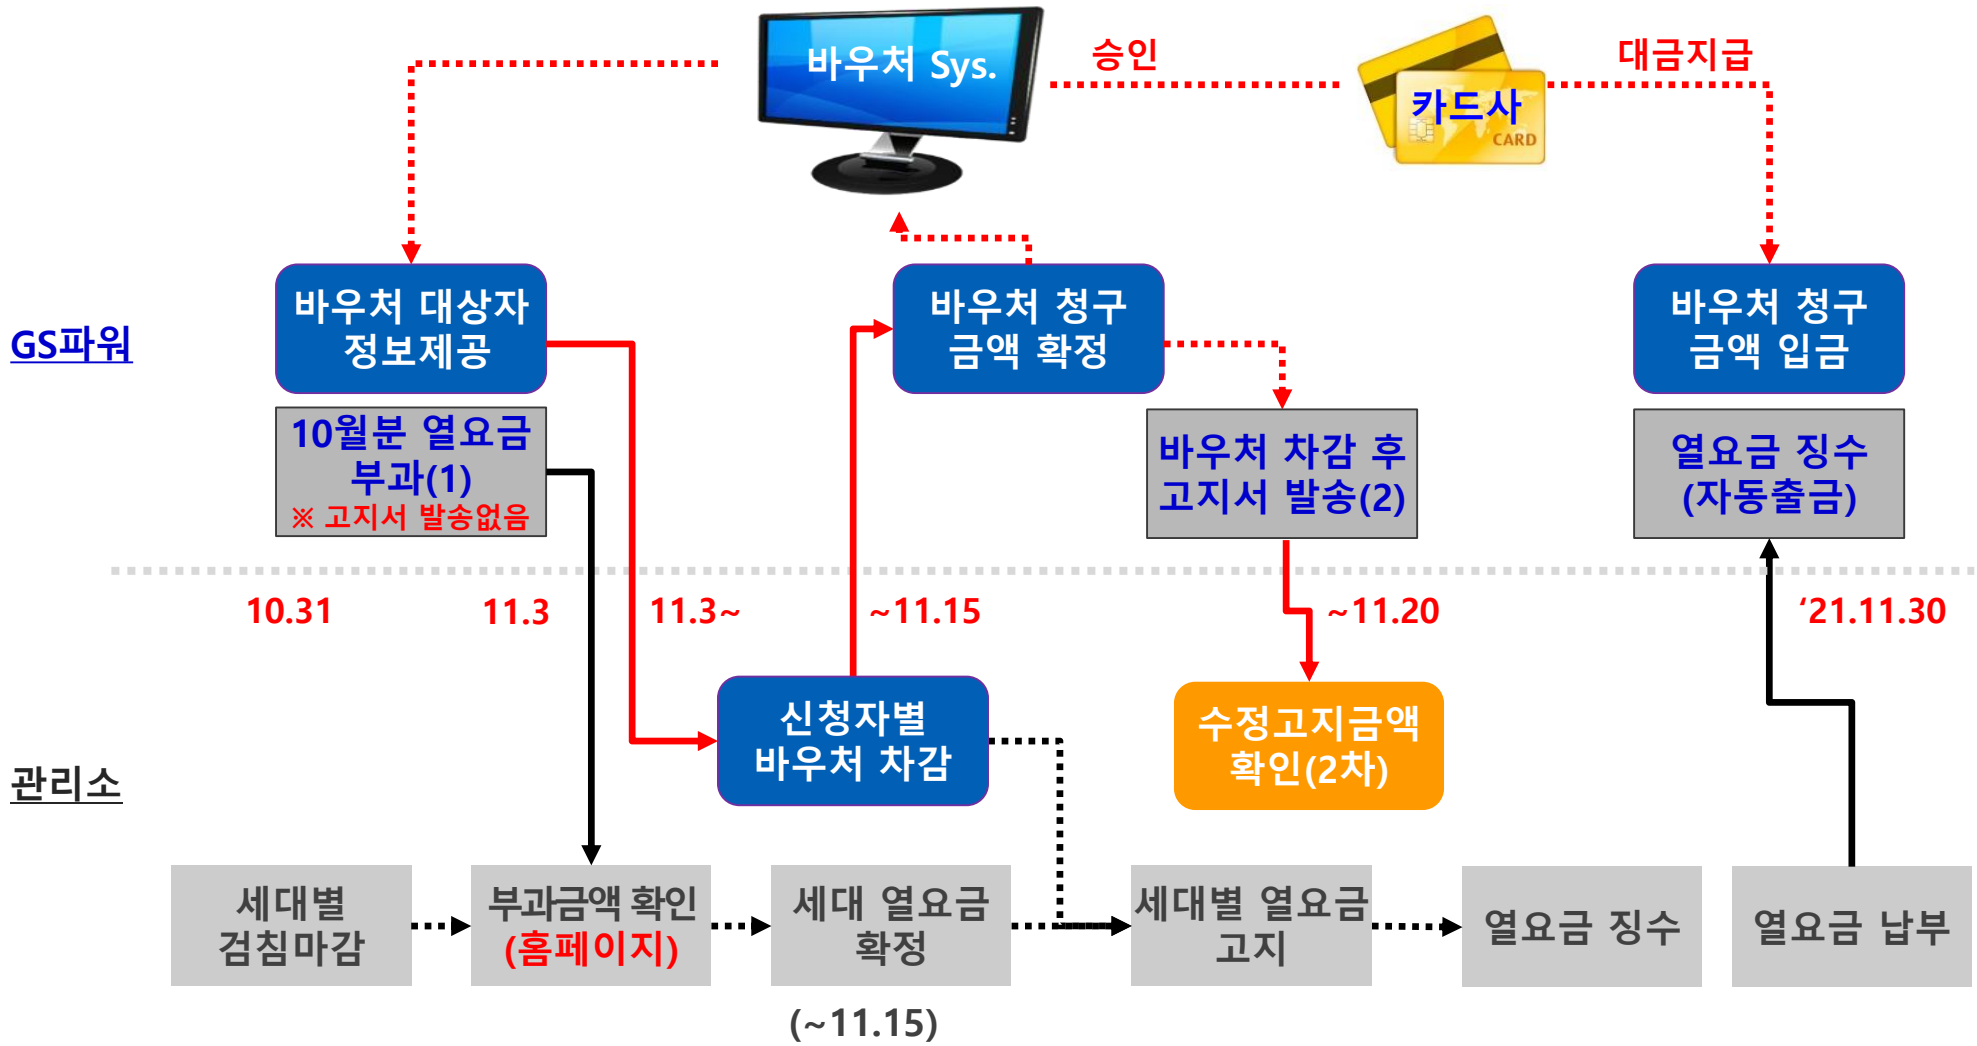 바우처 Sys.
승인
카드사
CARD
대금지급
GS파워
바우처 대상자
정보제공
바우처 청구
금액 확정
바우처 청구
금액 입금
10월분 열요금
부과(1)
※ 고지서 발송없음
바우처 차감 후
고지서 발송(2)
열요금 징수
(자동출금)
10.31
11.3
11.3~
~11.15
~11.20
‘21.11.30
관리소
신청자별
바우처 차감
수정고지금액
확인(2차)
세대별
검침마감
부과금액 확인
(홈페이지)
세대 열요금
확정
세대별 열요금
고지
열요금 징수
열요금 납부
(~11.15)